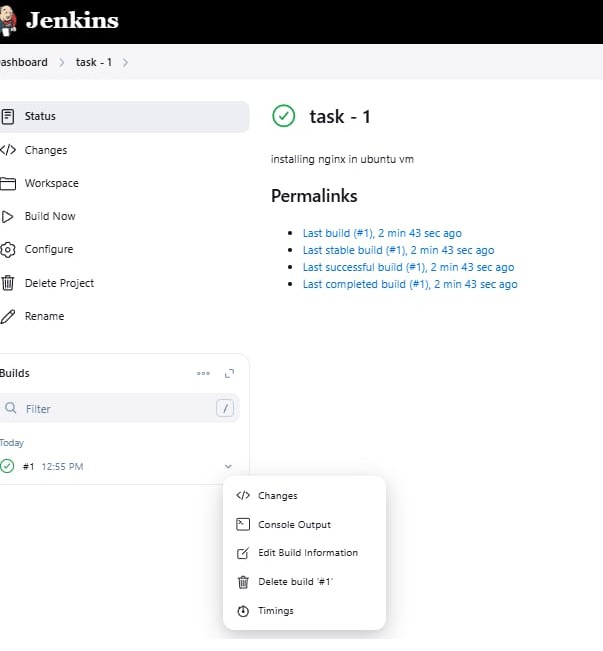 Jenkins
ashboard > task - 1 >
Status
</> Changes
Workspace
Build Now
Configure
Delete Project
Rename
task - 1
installing nginx in ubuntu vm
Permalinks
Last build (#1), 2 min 43 sec ago
Last stable build (#1), 2 min 43 sec ago
Last successful build (#1), 2 min 43 sec ago
Last completed build (#1), 2 min 43 sec ago
Builds
Filter /
Today
#1 12:55 PM
</> Changes
Console Output
Edit Build Information
Delete build '#1'
Timings